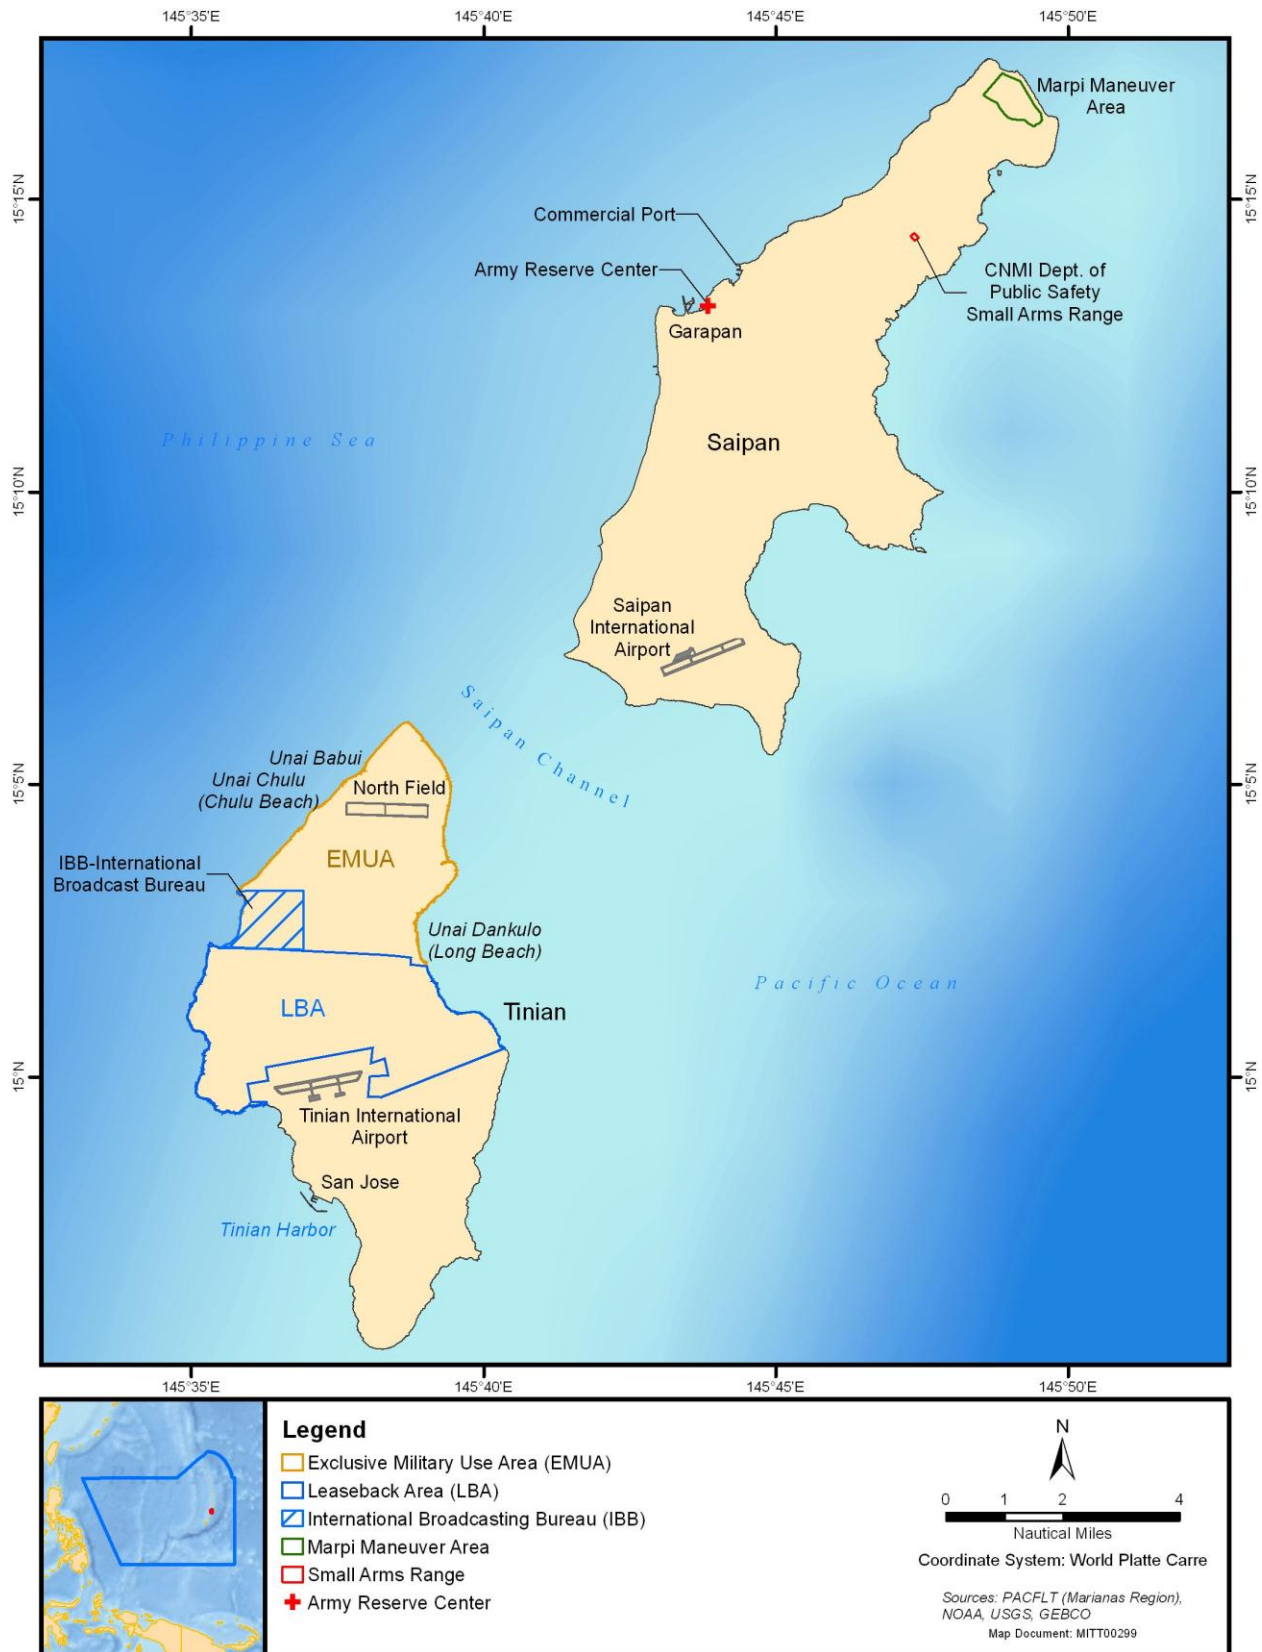 145°35'E
145°40'E
145°45'E
145°50'E
Marpi Maneuver
Area
15°15'N
15°15'N
Commercial Port
Army Reserve Center
CNMI Dept. of
Public Safety
Small Arms Range
Garapan
Philippine Sea
Saipan
15°10'N
15°10'N
Saipan
International
Airport
Saipan Channel
Unai Babui
Unai Chulu
(Chulu Beach)
North Field
15°5'N
15°5'N
EMUA
IBB-International
Broadcast Bureau
Unai Dankulo
(Long Beach)
Pacific Ocean
LBA
Tinian
15°N
15°N
Tinian International
Airport
San Jose
Tinian Harbor
145°35'E
145°40'E
145°45'E
145°50'E
Legend
Exclusive Military Use Area (EMUA)
Leaseback Area (LBA)
International Broadcasting Bureau (IBB)
Marpi Maneuver Area
Small Arms Range
Army Reserve Center
N
0 1 2 4
Nautical Miles
Coordinate System: World Platte Carre
Sources: PACFLT (Marianas Region),
NOAA, USGS, GEBCO
Map Document: MITT00299